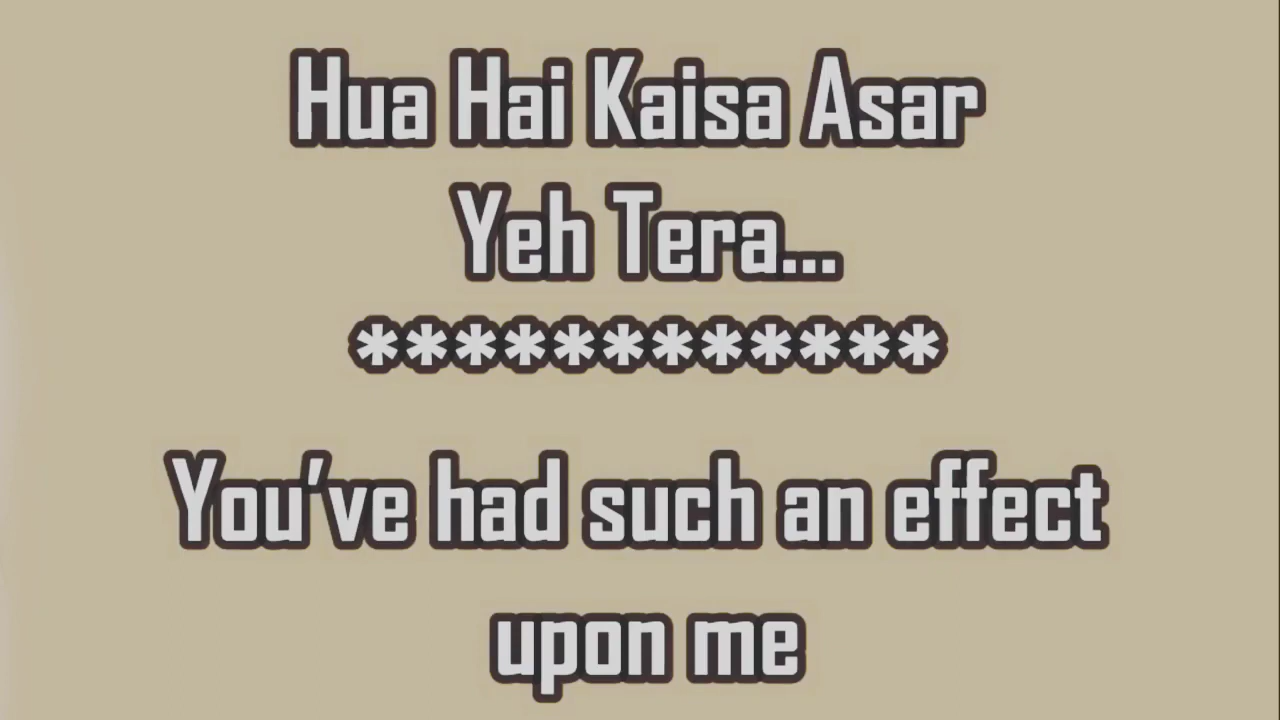 Hua Hai Kaisa Asar
Yeh Tera...
************
You've had such an effect
upon me